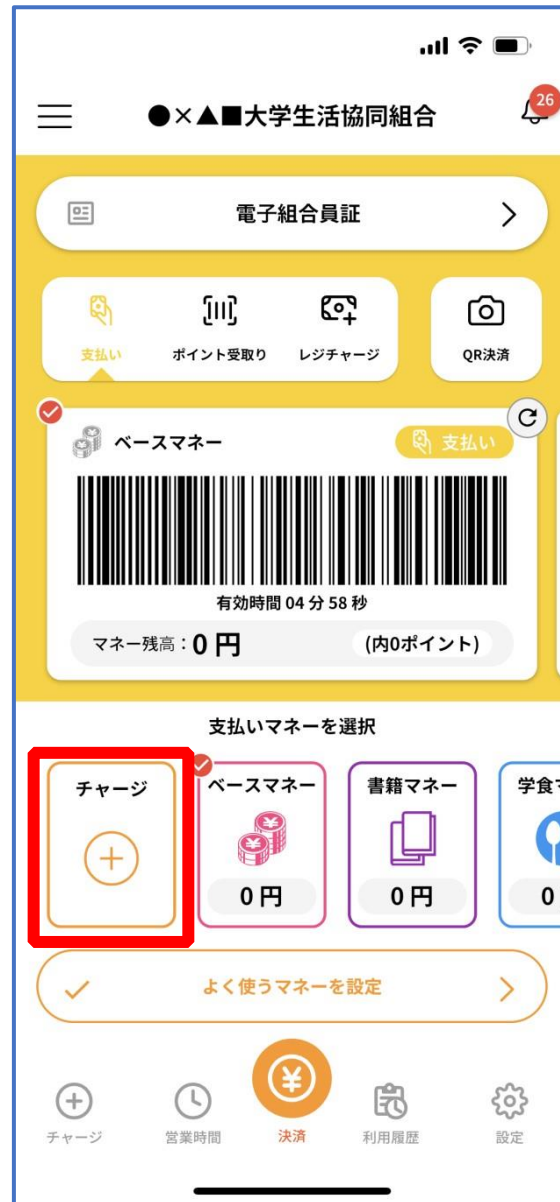 ●×▲■大学生活協同組合
26
電子組合員証
支払い
ポイント受取り
レジチャージ
QR決済
ベースマネー
支払い
有効時間 04 分 58 秒
マネー残高：0 円
(内0ポイント)
支払いマネーを選択
チャージ
ベースマネー
0 円
書籍マネー
0 円
学食マ
0
よく使うマネーを設定
チャージ
営業時間
決済
利用履歴
設定